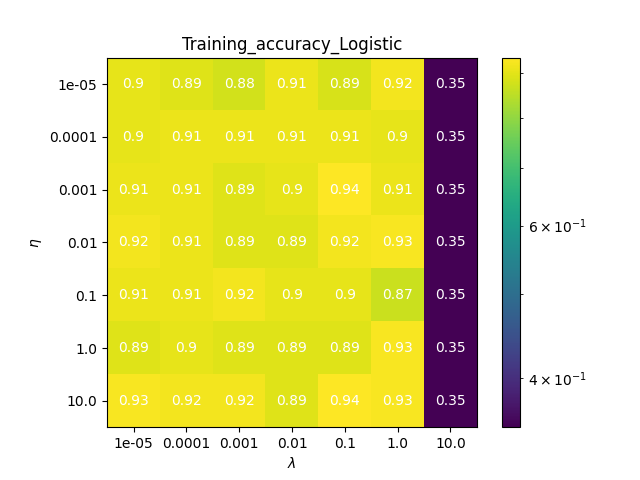 Training_accuracy_Logistic
1e-05 0.9 0.89 0.88 0.91 0.89 0.92 0.35
0.0001 0.9 0.91 0.91 0.91 0.91 0.9 0.35
0.001 0.91 0.91 0.89 0.9 0.94 0.91 0.35
0.01 0.92 0.91 0.89 0.89 0.92 0.93 0.35
0.1 0.91 0.91 0.92 0.9 0.9 0.87 0.35
1.0 0.89 0.9 0.89 0.89 0.89 0.93 0.35
10.0 0.93 0.92 0.92 0.89 0.94 0.93 0.35
1e-05 0.0001 0.001 0.01 0.1 1.0 10.0
λ
η
6 × 10⁻¹
4 × 10⁻¹